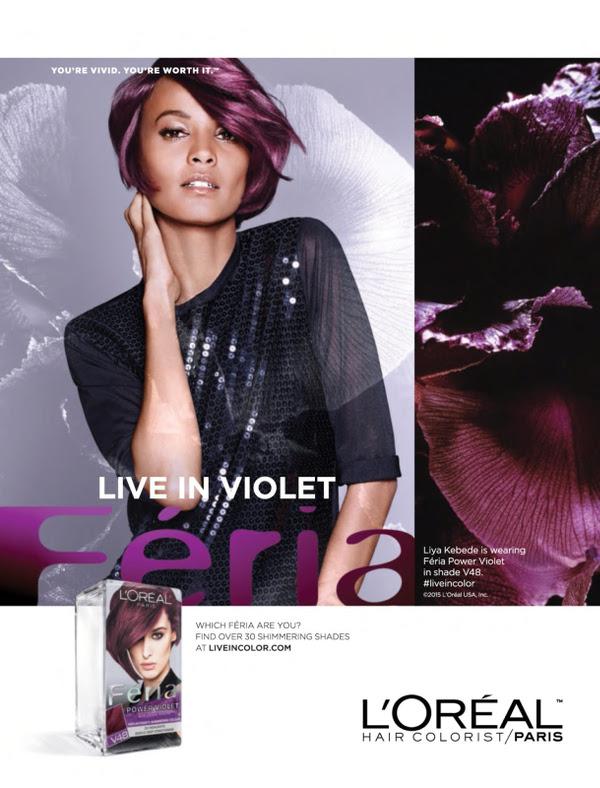 YOU'RE VIVID. YOU'RE WORTH IT.™
LIVE IN VIOLET
Féria
Liya Kebede is wearing
Féria Power Violet
in shade V48.
#liveincolor
©2015 L'Oréal USA, Inc.
L'ORÉAL
PARIS
Féria
POWER VIOLET
V48
WHICH FÉRIA ARE YOU?
FIND OVER 30 SHIMMERING SHADES
AT LIVEINCOLOR.COM
L'ORÉAL™
HAIR COLORIST/PARIS